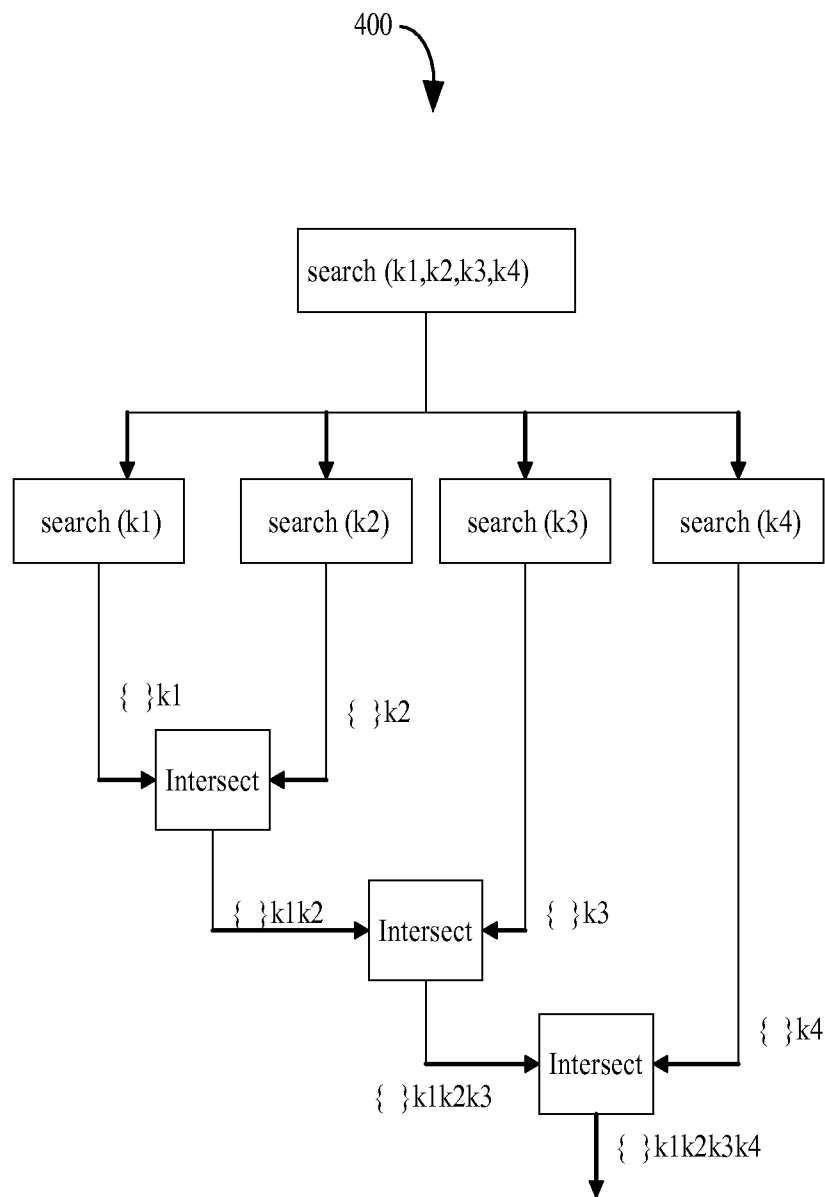 400
search (k1,k2,k3,k4)
search (k1)
search (k2)
search (k3)
search (k4)
{ }k1
{ }k2
Intersect
{ }k1k2
Intersect
{ }k3
{ }k1k2k3
Intersect
{ }k4
{ }k1k2k3k4